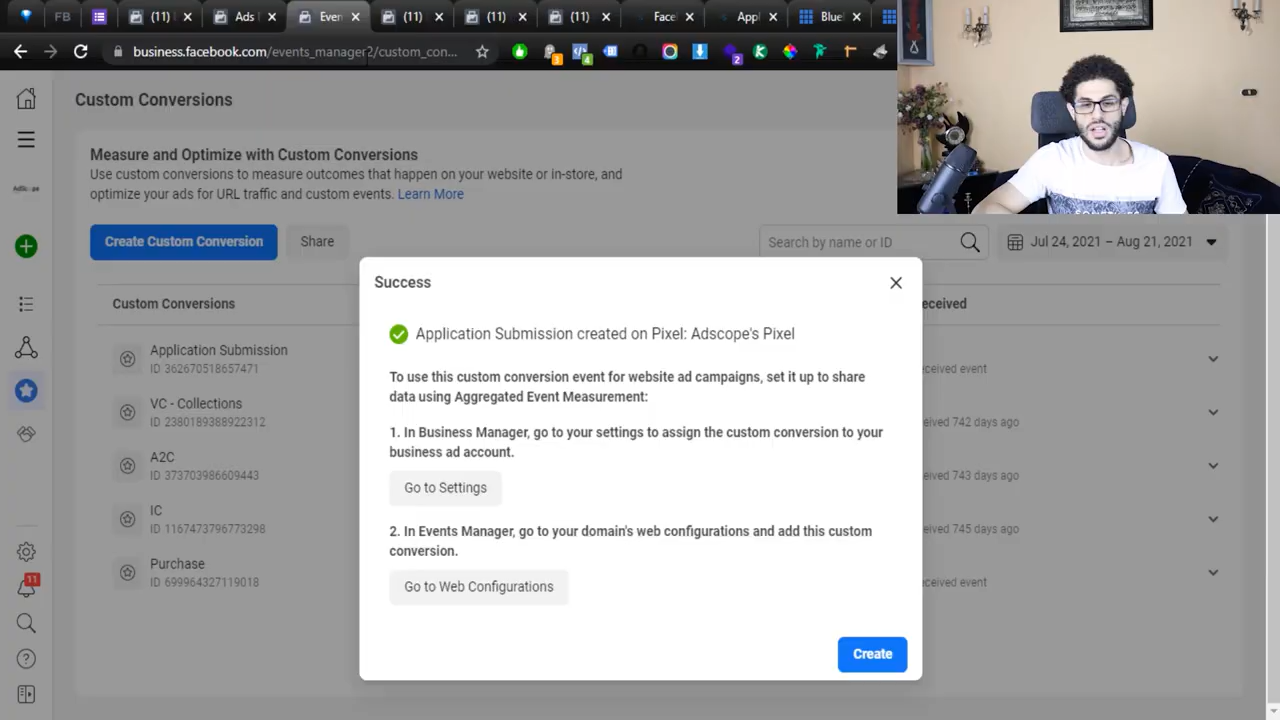 FB
(11)
Ads
Even
(11)
(11)
(11)
Face
Appl
Blue
business.facebook.com/events_manager2/custom_con...
3
4
2
Custom Conversions
Measure and Optimize with Custom Conversions
Use custom conversions to measure outcomes that happen on your website or in-store, and
optimize your ads for URL traffic and custom events. Learn More
AdScope
Create Custom Conversion
Share
Search by name or ID
Jul 24, 2021 – Aug 21, 2021
Custom Conversions
eceived
Application Submission
ID 362670518657471
eceived event
VC - Collections
ID 2380189388922312
ceived 742 days ago
A2C
ID 373703986609443
ceived 743 days ago
IC
ID 1167473796773298
ceived 745 days ago
Purchase
ID 699964327119018
eceived event
11
Success
Application Submission created on Pixel: Adscope's Pixel
To use this custom conversion event for website ad campaigns, set it up to share
data using Aggregated Event Measurement:
1. In Business Manager, go to your settings to assign the custom conversion to your
business ad account.
Go to Settings
2. In Events Manager, go to your domain's web configurations and add this custom
conversion.
Go to Web Configurations
Create